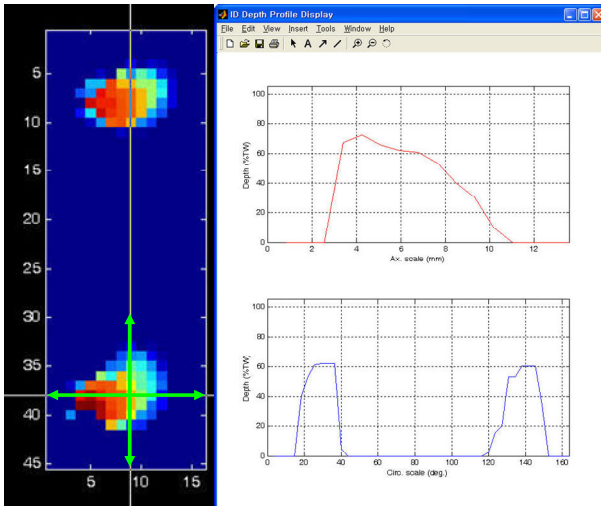 ID Depth Profile Display
File Edit View Insert Tools Window Help
5
10
15
20
25
30
35
40
45
5 10 15
100
80
60
40
20
0
Depth (%TW)
0 2 4 6 8 10 12
Ax. scale (mm)
100
80
60
40
20
0
Depth (%TW)
0 20 40 60 80 100 120 140 160
Circ. scale (deg.)